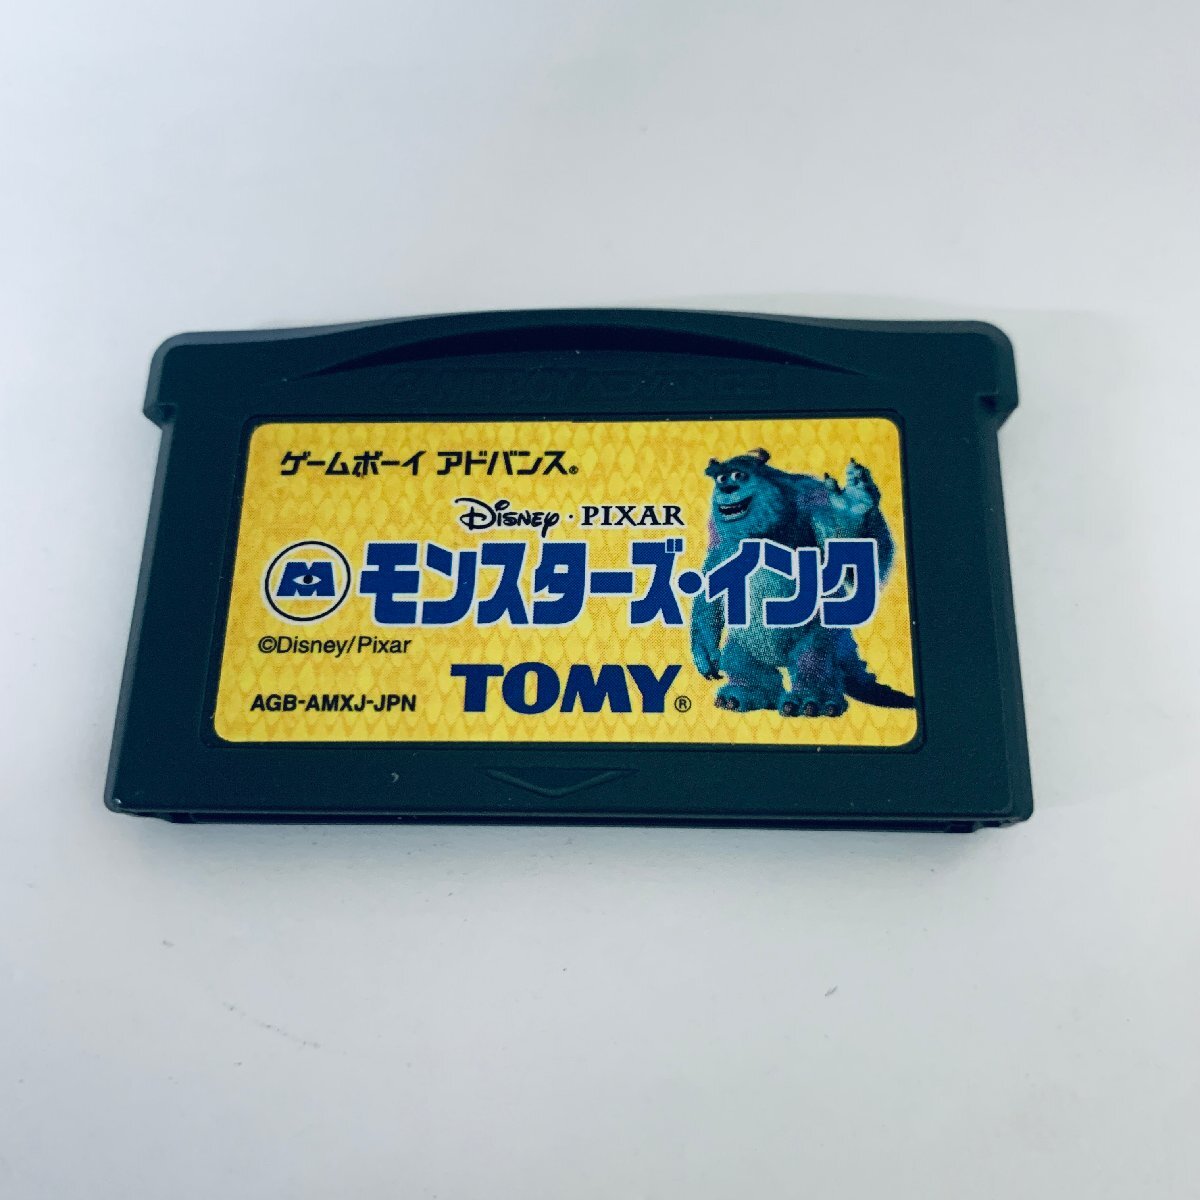 ゲームボーイ アドバンス®
Disney・PIXAR
モンスターズ・インク
©Disney/Pixar
TOMY®
AGB-AMXJ-JPN